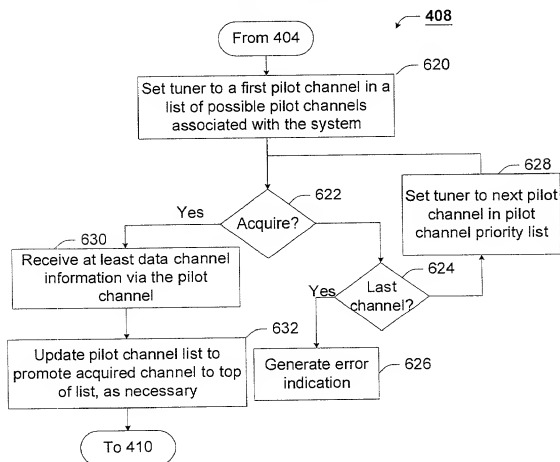 From 404
408
620
Set tuner to a first pilot channel in a
list of possible pilot channels
associated with the system
628
Set tuner to next pilot
channel in pilot
channel priority list
622
Acquire?
Yes
630
Receive at least data channel
information via the pilot
channel
624
Last
channel?
Yes
632
Update pilot channel list to
promote acquired channel to top
of list, as necessary
Generate error
indication
626
To 410